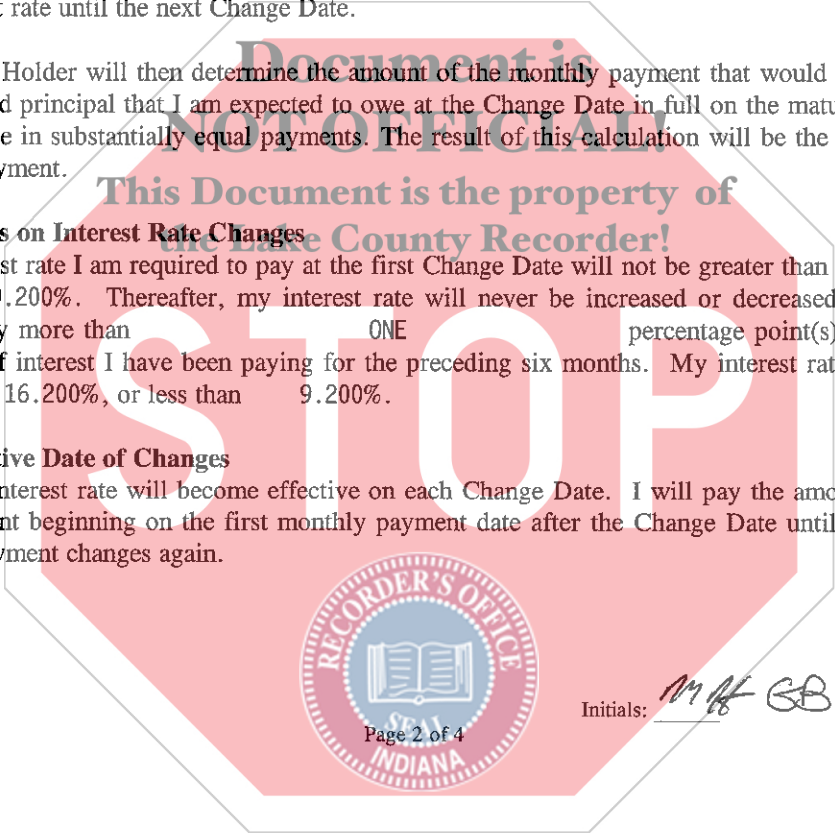 t rate until the next Change Date.
Document is
Holder will then determine the amount of the monthly payment that would
d principal that I am expected to owe at the Change Date in full on the matu
NOT OFFICIAL!
e in substantially equal payments. The result of this calculation will be the
yment.
This Document is the property of
s on Interest Rate Changes
the Lake County Recorder!
st rate I am required to pay at the first Change Date will not be greater than
.200%. Thereafter, my interest rate will never be increased or decreased
y more than ONE percentage point(s)
f interest I have been paying for the preceding six months. My interest rat
16.200%, or less than 9.200%.
STOP
ive Date of Changes
nterest rate will become effective on each Change Date. I will pay the amo
nt beginning on the first monthly payment date after the Change Date until
yment changes again.
RECORDER'S OFFICE
Initials: GB
SEAL
Page 2 of 4
INDIANA